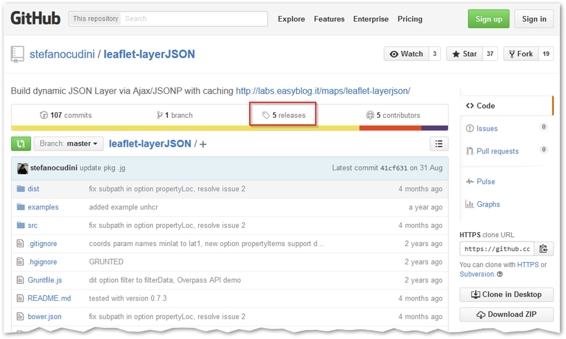 GitHub This repository Search Explore Features Enterprise Pricing Sign up Sign in
stefanocudini / leaflet-layerJSON Watch 3 Star 37 Fork 19
Build dynamic JSON Layer via Ajax/JSONP with caching http://labs.easyblog.it/maps/leaflet-layerjson/
107 commits 1 branch 5 releases 5 contributors
Branch: master leaflet-layerJSON / +
stefanocudini update pkg .jg Latest commit 41cf631 on 31 Aug
dist fix subpath in option propertyLoc, resolve issue 2 4 months ago
examples added example unhcr a year ago
src fix subpath in option propertyLoc, resolve issue 2 4 months ago
.gitignore coords param names minlat to lat1, new option propertyItems support d... 2 years ago
.hgignore GRUNTED 2 years ago
Gruntfile.js dit option filter to filterData, Overpass API demo 2 years ago
README.md tested with version 0.7.3 4 months ago
bower.json fix subpath in option propertyLoc, resolve issue 2 4 months ago
Code
Issues 0
Pull requests 0
Pulse
Graphs
HTTPS clone URL
https://github.cc
You can clone with HTTPS or
Subversion.
Clone in Desktop
Download ZIP